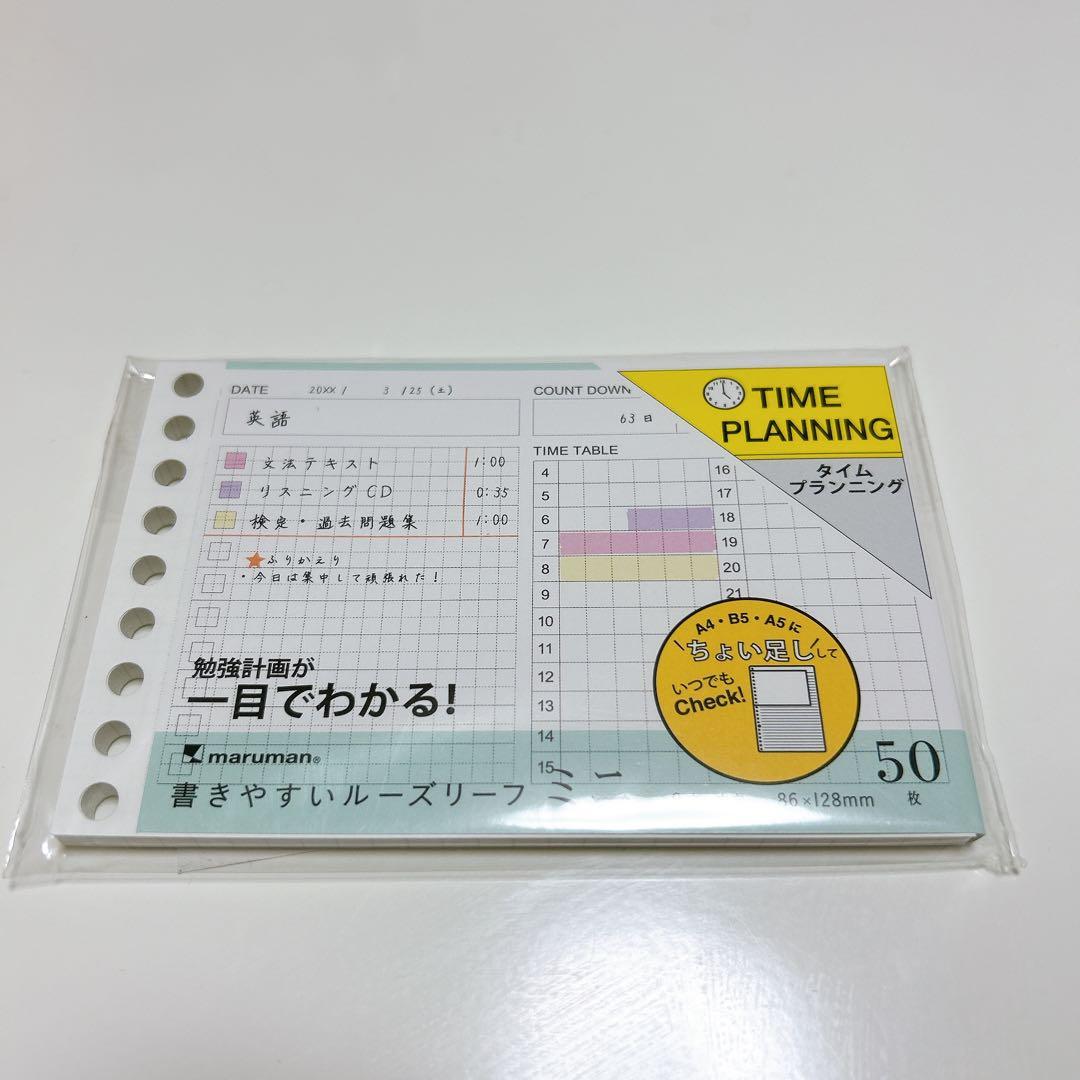 DATE 20XX / 3 /25 (土)
英語
文法テキスト 1:00
リスニングCD 0:35
検定・過去問題集 1:00
★ふりかえり
・今日は集中して頑張れた!
勉強計画が
一目でわかる!
maruman®
書きやすいルーズリーフ ミニ
COUNT DOWN
63日
TIME TABLE
4
5
6
7
8
9
10
11
12
13
14
15
16
17
18
19
20
21
TIME
PLANNING
タイム
プランニング
A4・B5・A5に
ちょい足しして
いつでも
Check!
50
枚
86×128mm